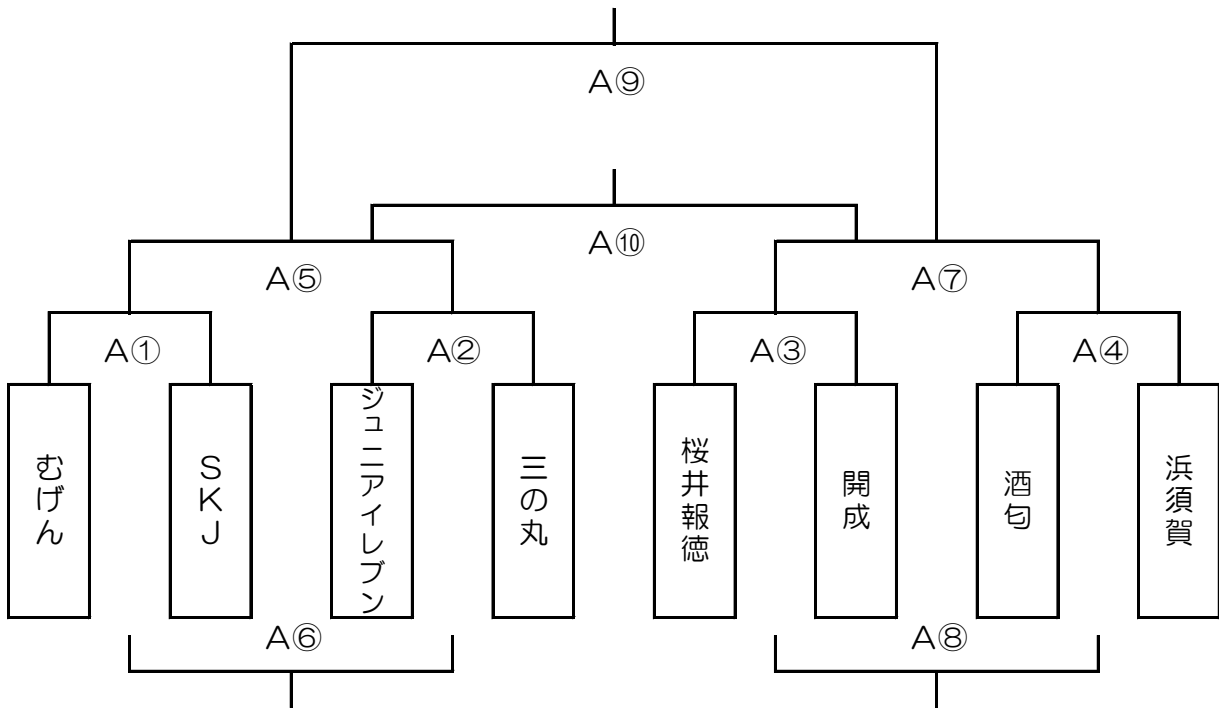 A⑨
A⑩
A⑤
A⑦
A①
A②
A③
A④
むげん
SKJ
ジュニアイレブン
三の丸
桜井報徳
開成
酒匂
浜須賀
A⑥
A⑧